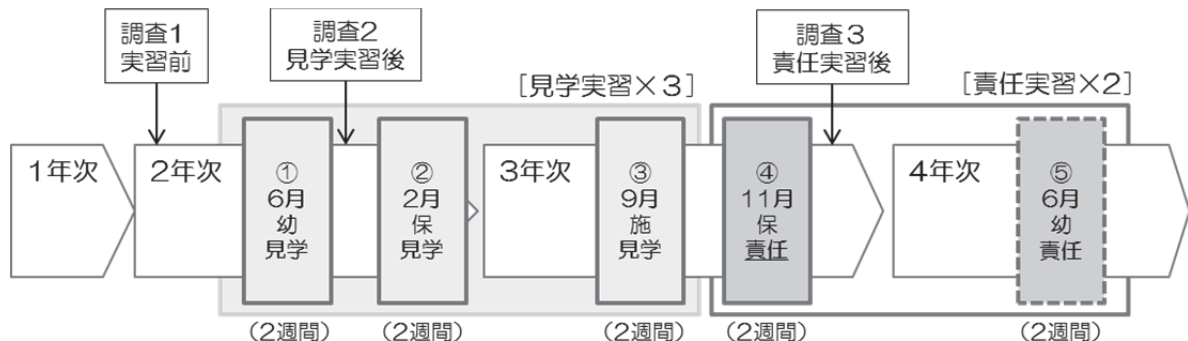 調査1
実習前
調査2
見学実習後
調査3
責任実習後
[見学実習×3]
[責任実習×2]
1年次
2年次
①
6月
幼
見学
②
2月
保
見学
3年次
③
9月
施
見学
④
11月
保
責任
4年次
⑤
6月
幼
責任
(2週間)
(2週間)
(2週間)
(2週間)
(2週間)